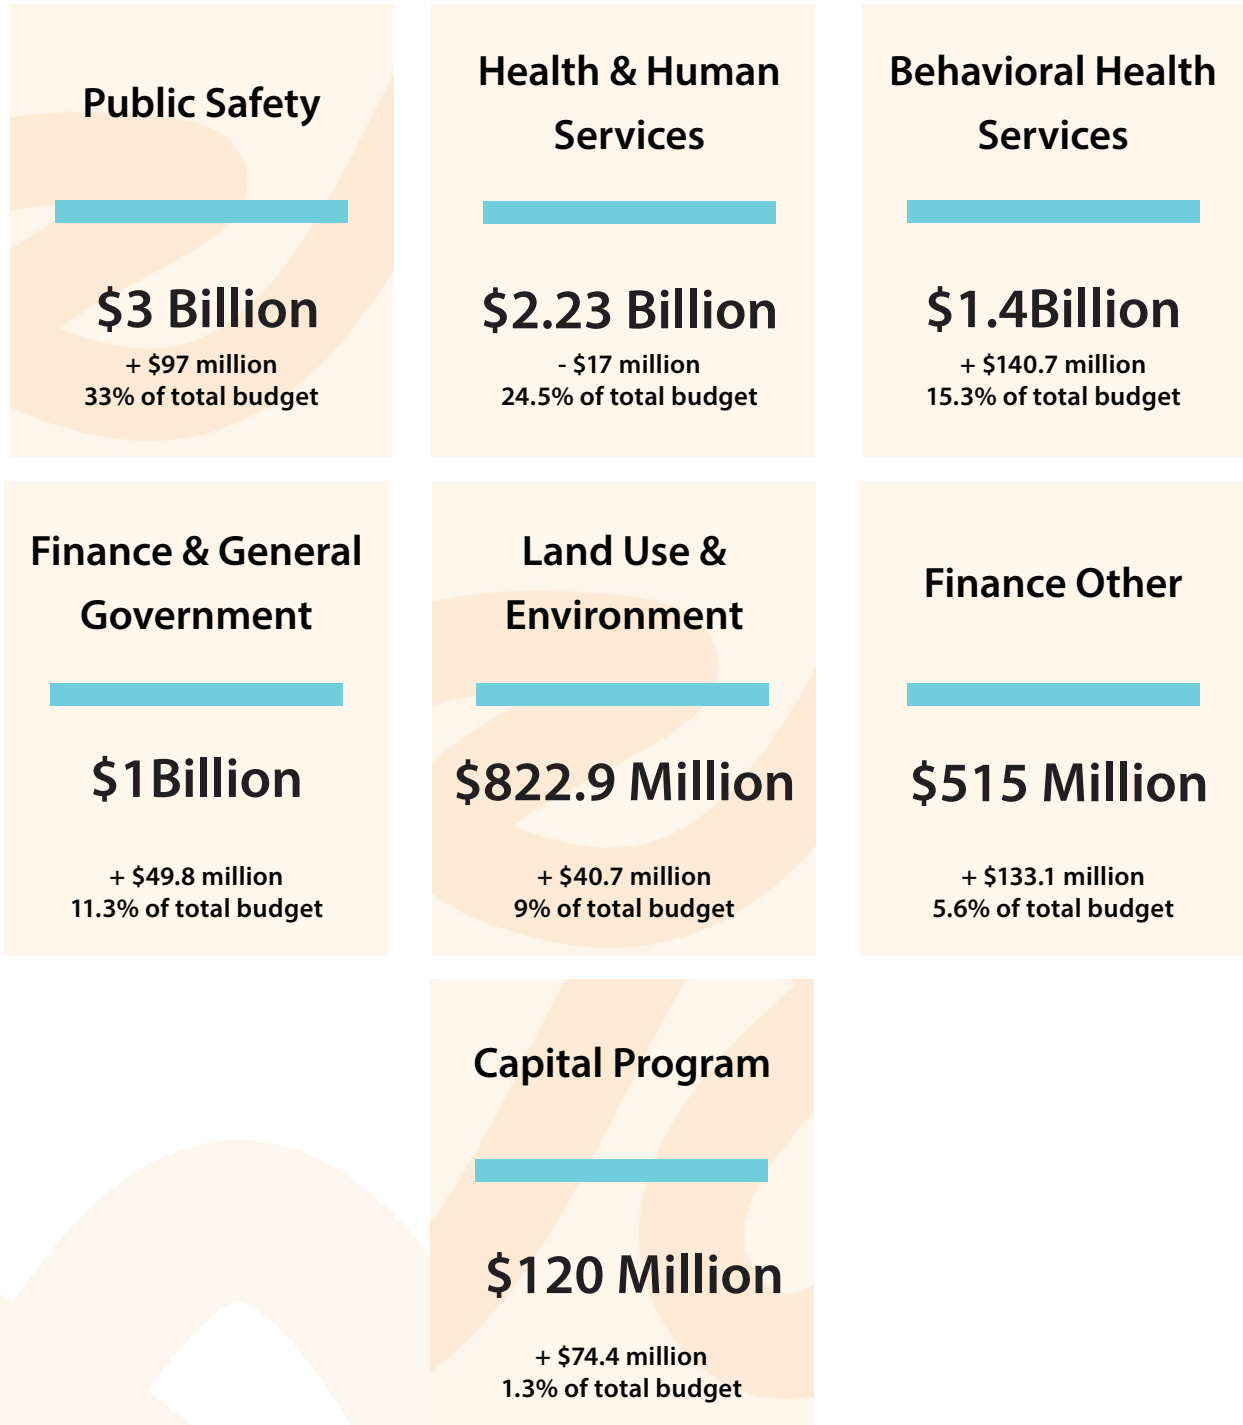 Public Safety
$3 Billion
+ $97 million
33% of total budget
Health & Human
Services
$2.23 Billion
- $17 million
24.5% of total budget
Behavioral Health
Services
$1.4Billion
+ $140.7 million
15.3% of total budget
Finance & General
Government
$1Billion
+ $49.8 million
11.3% of total budget
Land Use &
Environment
$822.9 Million
+ $40.7 million
9% of total budget
Finance Other
$515 Million
+ $133.1 million
5.6% of total budget
Capital Program
$120 Million
+ $74.4 million
1.3% of total budget